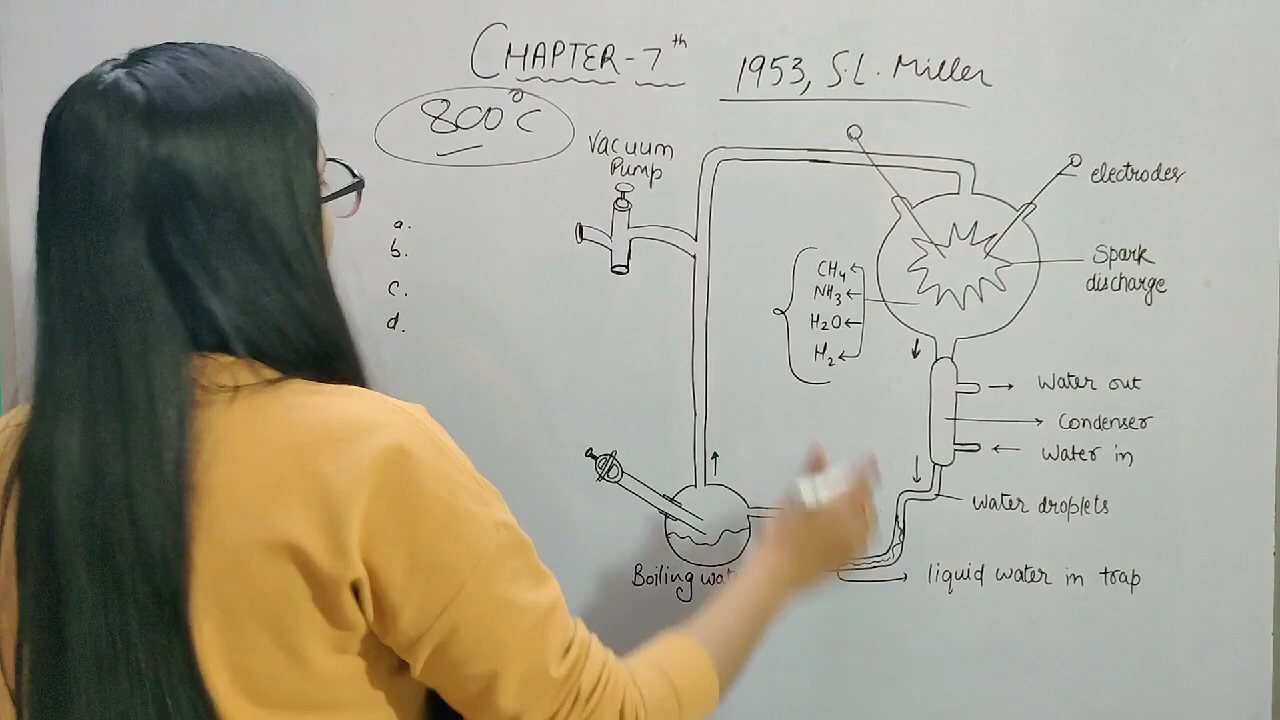 CHAPTER-7th
1953, S.L. Miller
800°C
Vacuum
Pump
electrodes
a.
b.
c.
d.
CH4
NH3
H2O
H2
Spark
discharge
Water out
Condenser
Water in
Water droplets
Boiling
liquid water in trap